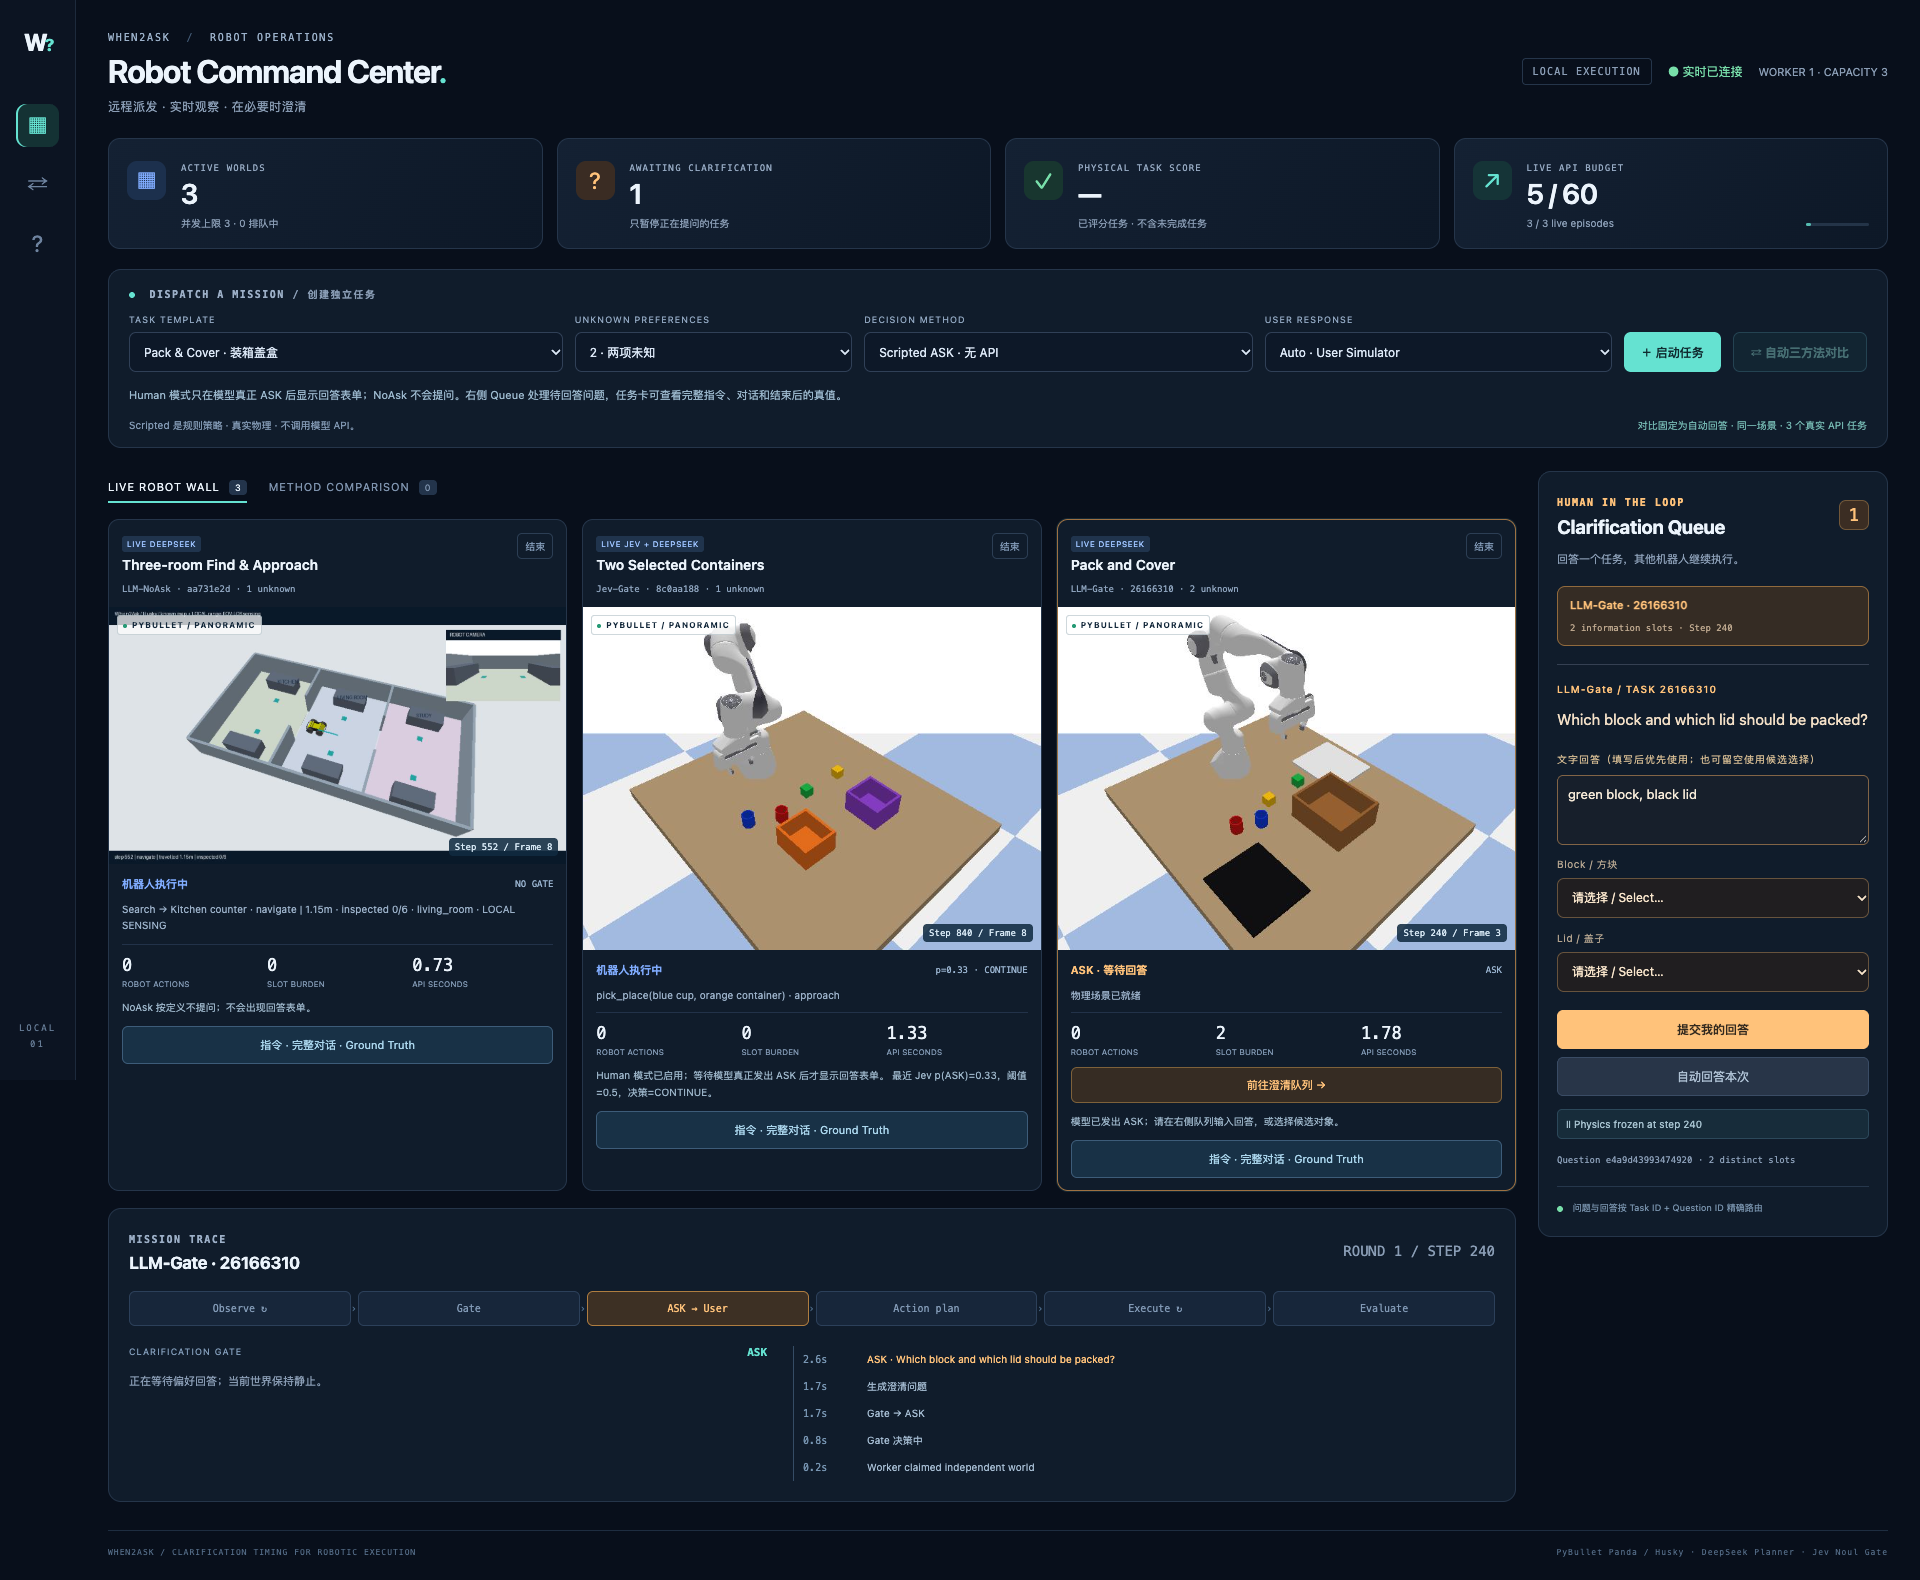 W?
WHEN2ASK / ROBOT OPERATIONS
Robot Command Center.
远程派发 · 实时观察 · 在必要时澄清
LOCAL EXECUTION
实时已连接
WORKER 1 · CAPACITY 3
ACTIVE WORLDS
3
并发上限 3 · 0 排队中
?
AWAITING CLARIFICATION
1
只暂停正在提问的任务
PHYSICAL TASK SCORE
—
已评分任务 · 不含未完成任务
LIVE API BUDGET
5 / 60
3 / 3 live episodes
?
DISPATCH A MISSION / 创建独立任务
TASK TEMPLATE
Pack & Cover · 装箱盖盒
UNKNOWN PREFERENCES
2 · 两项未知
DECISION METHOD
Scripted ASK · 无 API
USER RESPONSE
Auto · User Simulator
+ 启动任务
⇄ 自动三方法对比
Human 模式只在模型真正 ASK 后显示回答表单；NoAsk 不会提问。右侧 Queue 处理待回答问题，任务卡可查看完整指令、对话和结束后的真值。
Scripted 是规则策略 · 真实物理 · 不调用模型 API。
对比固定为自动回答 · 同一场景 · 3 个真实 API 任务
LIVE ROBOT WALL 3
METHOD COMPARISON 0
LIVE DEEPSEEK
结束
Three-room Find & Approach
LLM-NoAsk · aa731e2d · 1 unknown
PYBULLET / PANORAMIC
ROBOT CAMERA
Step 552 / Frame 8
机器人执行中
NO GATE
Search → Kitchen counter · navigate | 1.15m · inspected 0/6 · living_room · LOCAL
SENSING
0
ROBOT ACTIONS
0
SLOT BURDEN
0.73
API SECONDS
NoAsk 按定义不提问；不会出现回答表单。
指令 · 完整对话 · Ground Truth
LIVE JEV + DEEPSEEK
结束
Two Selected Containers
Jev-Gate · 8c0aa188 · 1 unknown
PYBULLET / PANORAMIC
Step 840 / Frame 8
机器人执行中
p=0.33 · CONTINUE
pick_place(blue cup, orange container) · approach
0
ROBOT ACTIONS
0
SLOT BURDEN
1.33
API SECONDS
Human 模式已启用；等待模型真正发出 ASK 后才显示回答表单。 最近 Jev p(ASK)=0.33，阈值
=0.5，决策=CONTINUE。
指令 · 完整对话 · Ground Truth
LIVE DEEPSEEK
结束
Pack and Cover
LLM-Gate · 26166310 · 2 unknown
PYBULLET / PANORAMIC
Step 240 / Frame 3
ASK · 等待回答
ASK
物理场景已就绪
0
ROBOT ACTIONS
2
SLOT BURDEN
1.78
API SECONDS
前往澄清队列 →
模型已发出 ASK；请在右侧队列输入回答，或选择候选对象。
指令 · 完整对话 · Ground Truth
HUMAN IN THE LOOP
Clarification Queue
1
回答一个任务，其他机器人继续执行。
LLM-Gate · 26166310
2 information slots · Step 240
LLM-Gate / TASK 26166310
Which block and which lid should be packed?
文字回答（填写后优先使用；也可留空使用候选选择）
green block, black lid
Block / 方块
请选择 / Select...
Lid / 盖子
请选择 / Select...
提交我的回答
自动回答本次
II Physics frozen at step 240
Question e4a9d43993474920 · 2 distinct slots
问题与回答按 Task ID + Question ID 精确路由
LOCAL
01
MISSION TRACE
LLM-Gate · 26166310
ROUND 1 / STEP 240
Observe ↻ › Gate › ASK → User › Action plan › Execute ↻ › Evaluate
CLARIFICATION GATE
ASK
正在等待偏好回答；当前世界保持静止。
2.6s ASK · Which block and which lid should be packed?
1.7s 生成澄清问题
1.7s Gate → ASK
0.8s Gate 决策中
0.2s Worker claimed independent world
WHEN2ASK / CLARIFICATION TIMING FOR ROBOTIC EXECUTION
PyBullet Panda / Husky · DeepSeek Planner · Jev Noul Gate